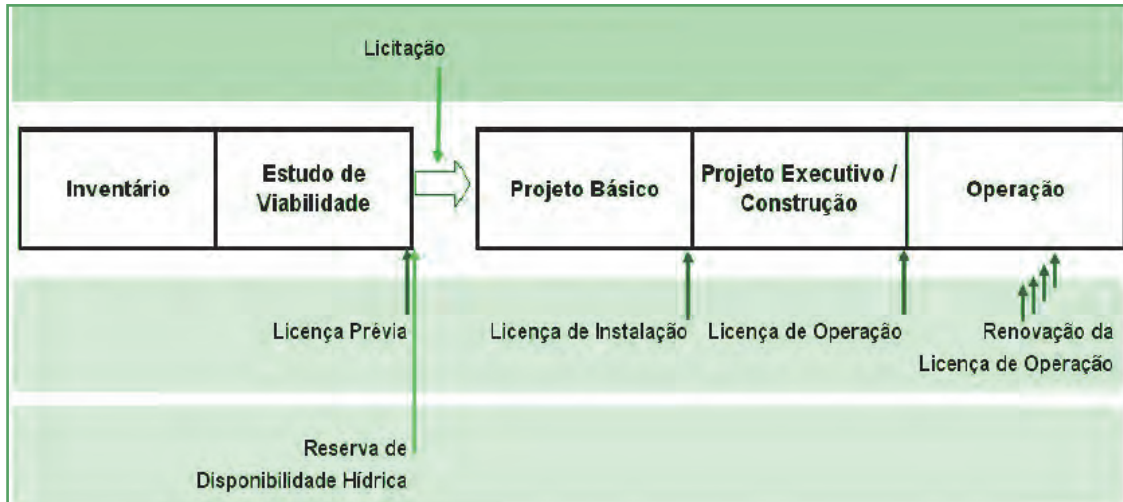 Licitação
Inventário
Estudo de
Viabilidade
Projeto Básico
Projeto Executivo /
Construção
Operação
Licença Prévia
Licença de Instalação
Licença de Operação
Renovação da
Licença de Operação
Reserva de
Disponibilidade Hídrica